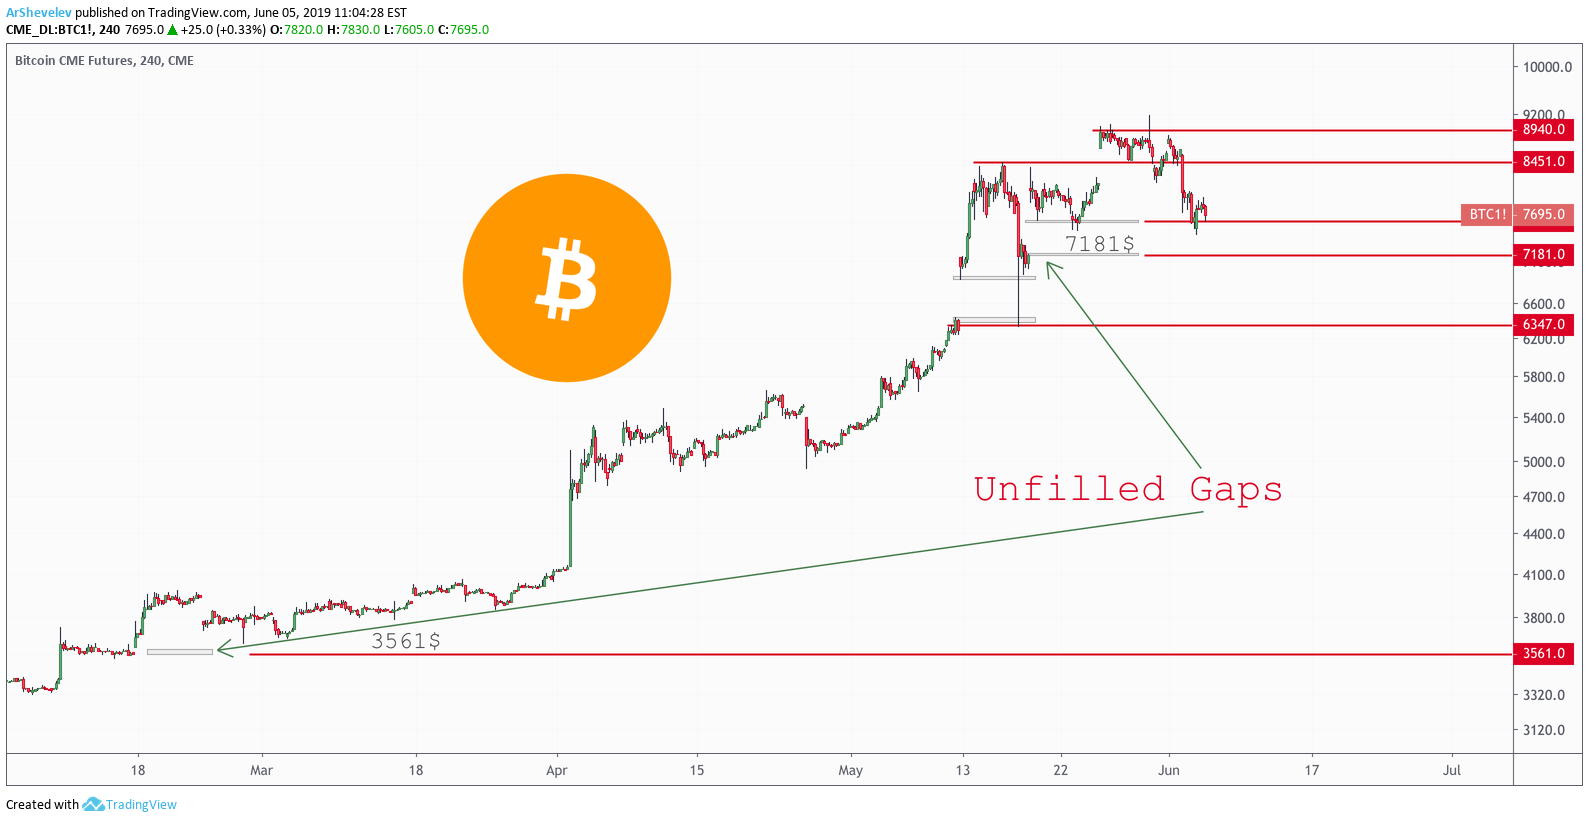 ArShevelev published on TradingView.com, June 05, 2019 11:04:28 EST
CME_DL:BTC1!, 240 7695.0 ▲ +25.0 (+0.33%) O:7820.0 H:7830.0 L:7605.0 C:7695.0
Bitcoin CME Futures, 240, CME
10000.0
9200.0
8940.0
8451.0
BTC1! 7695.0
7181$
7181.0
6600.0
6347.0
6200.0
5800.0
5400.0
5000.0
Unfilled Gaps
4700.0
4400.0
4100.0
3800.0
3561$
3561.0
3320.0
3120.0
18 Mar 18 Apr 15 May 13 22 Jun 17 Jul
Created with TradingView